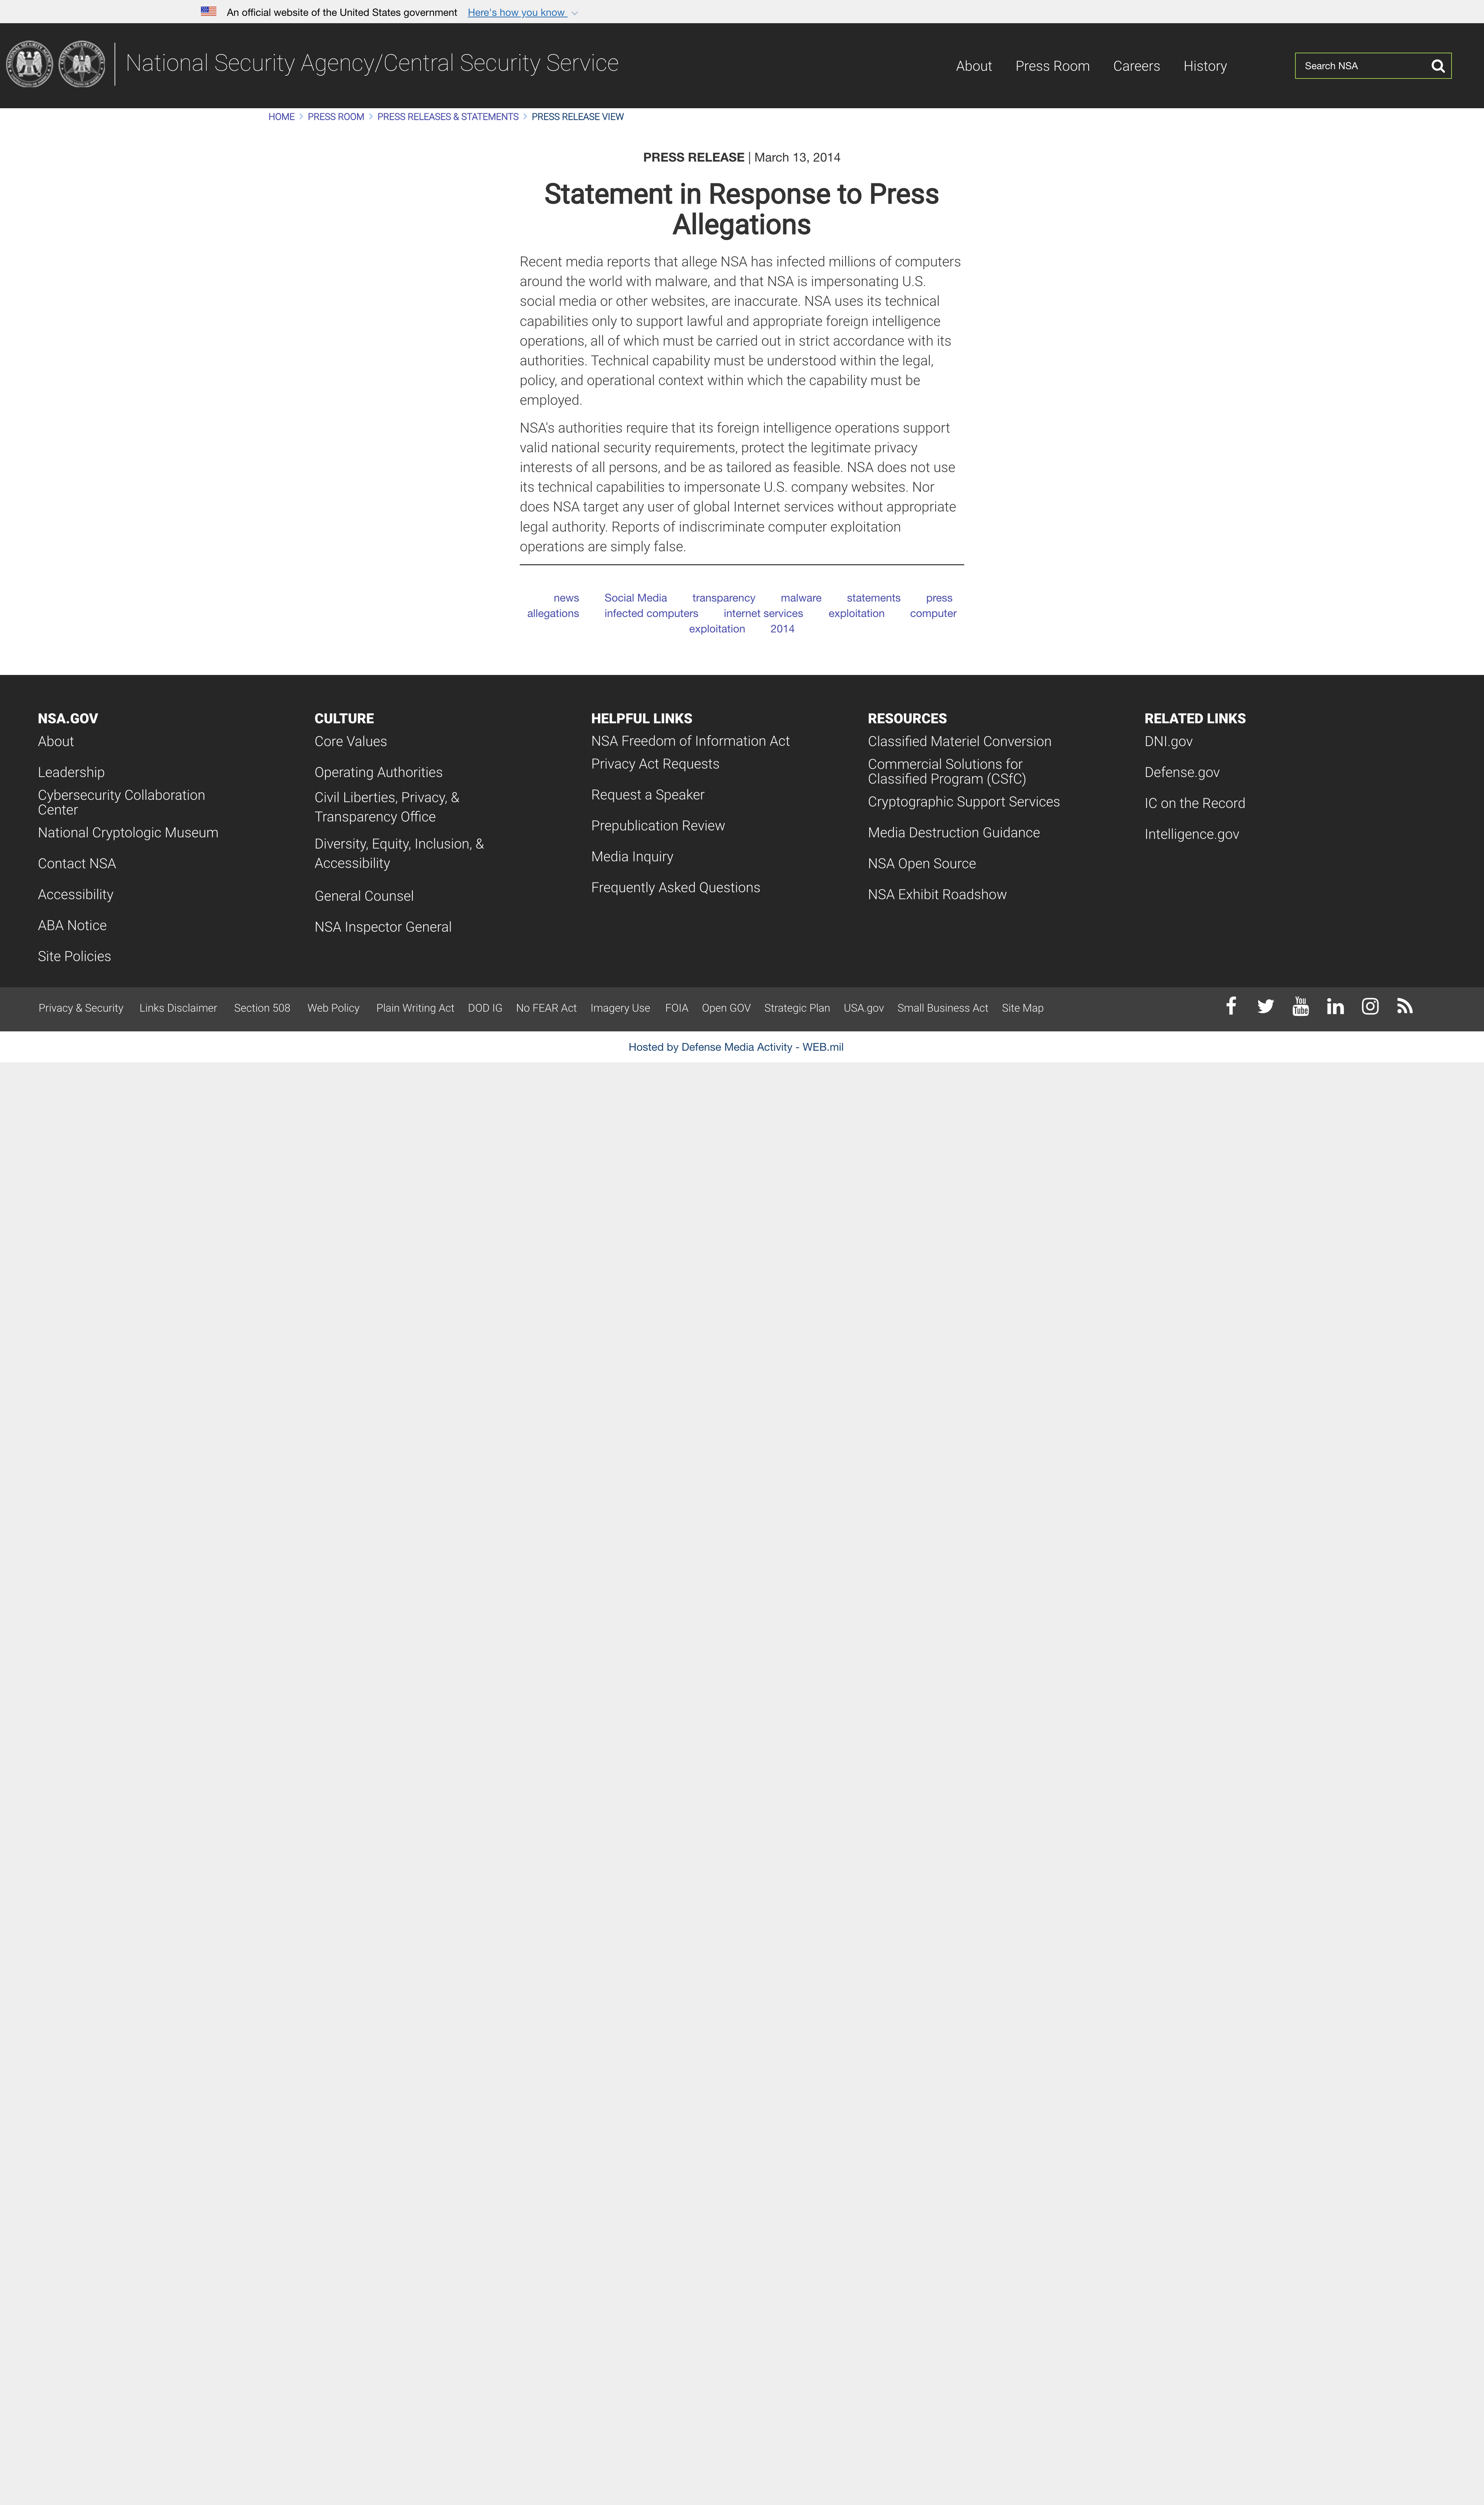 An official website of the United States government Here's how you know
National Security Agency/Central Security Service
About Press Room Careers History
Search NSA
HOME > PRESS ROOM > PRESS RELEASES & STATEMENTS > PRESS RELEASE VIEW
PRESS RELEASE | March 13, 2014
Statement in Response to Press
Allegations
Recent media reports that allege NSA has infected millions of computers
around the world with malware, and that NSA is impersonating U.S.
social media or other websites, are inaccurate. NSA uses its technical
capabilities only to support lawful and appropriate foreign intelligence
operations, all of which must be carried out in strict accordance with its
authorities. Technical capability must be understood within the legal,
policy, and operational context within which the capability must be
employed.
NSA's authorities require that its foreign intelligence operations support
valid national security requirements, protect the legitimate privacy
interests of all persons, and be as tailored as feasible. NSA does not use
its technical capabilities to impersonate U.S. company websites. Nor
does NSA target any user of global Internet services without appropriate
legal authority. Reports of indiscriminate computer exploitation
operations are simply false.
news Social Media transparency malware statements press
allegations infected computers internet services exploitation computer
exploitation 2014
NSA.GOV
About
Leadership
Cybersecurity Collaboration
Center
National Cryptologic Museum
Contact NSA
Accessibility
ABA Notice
Site Policies
CULTURE
Core Values
Operating Authorities
Civil Liberties, Privacy, &
Transparency Office
Diversity, Equity, Inclusion, &
Accessibility
General Counsel
NSA Inspector General
HELPFUL LINKS
NSA Freedom of Information Act
Privacy Act Requests
Request a Speaker
Prepublication Review
Media Inquiry
Frequently Asked Questions
RESOURCES
Classified Materiel Conversion
Commercial Solutions for
Classified Program (CSfC)
Cryptographic Support Services
Media Destruction Guidance
NSA Open Source
NSA Exhibit Roadshow
RELATED LINKS
DNI.gov
Defense.gov
IC on the Record
Intelligence.gov
Privacy & Security Links Disclaimer Section 508 Web Policy Plain Writing Act DOD IG No FEAR Act Imagery Use FOIA Open GOV Strategic Plan USA.gov Small Business Act Site Map
You
Tube
Hosted by Defense Media Activity - WEB.mil